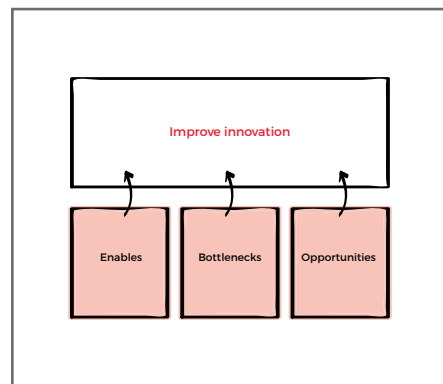 Improve innovation
Enables
Bottlenecks
Opportunities